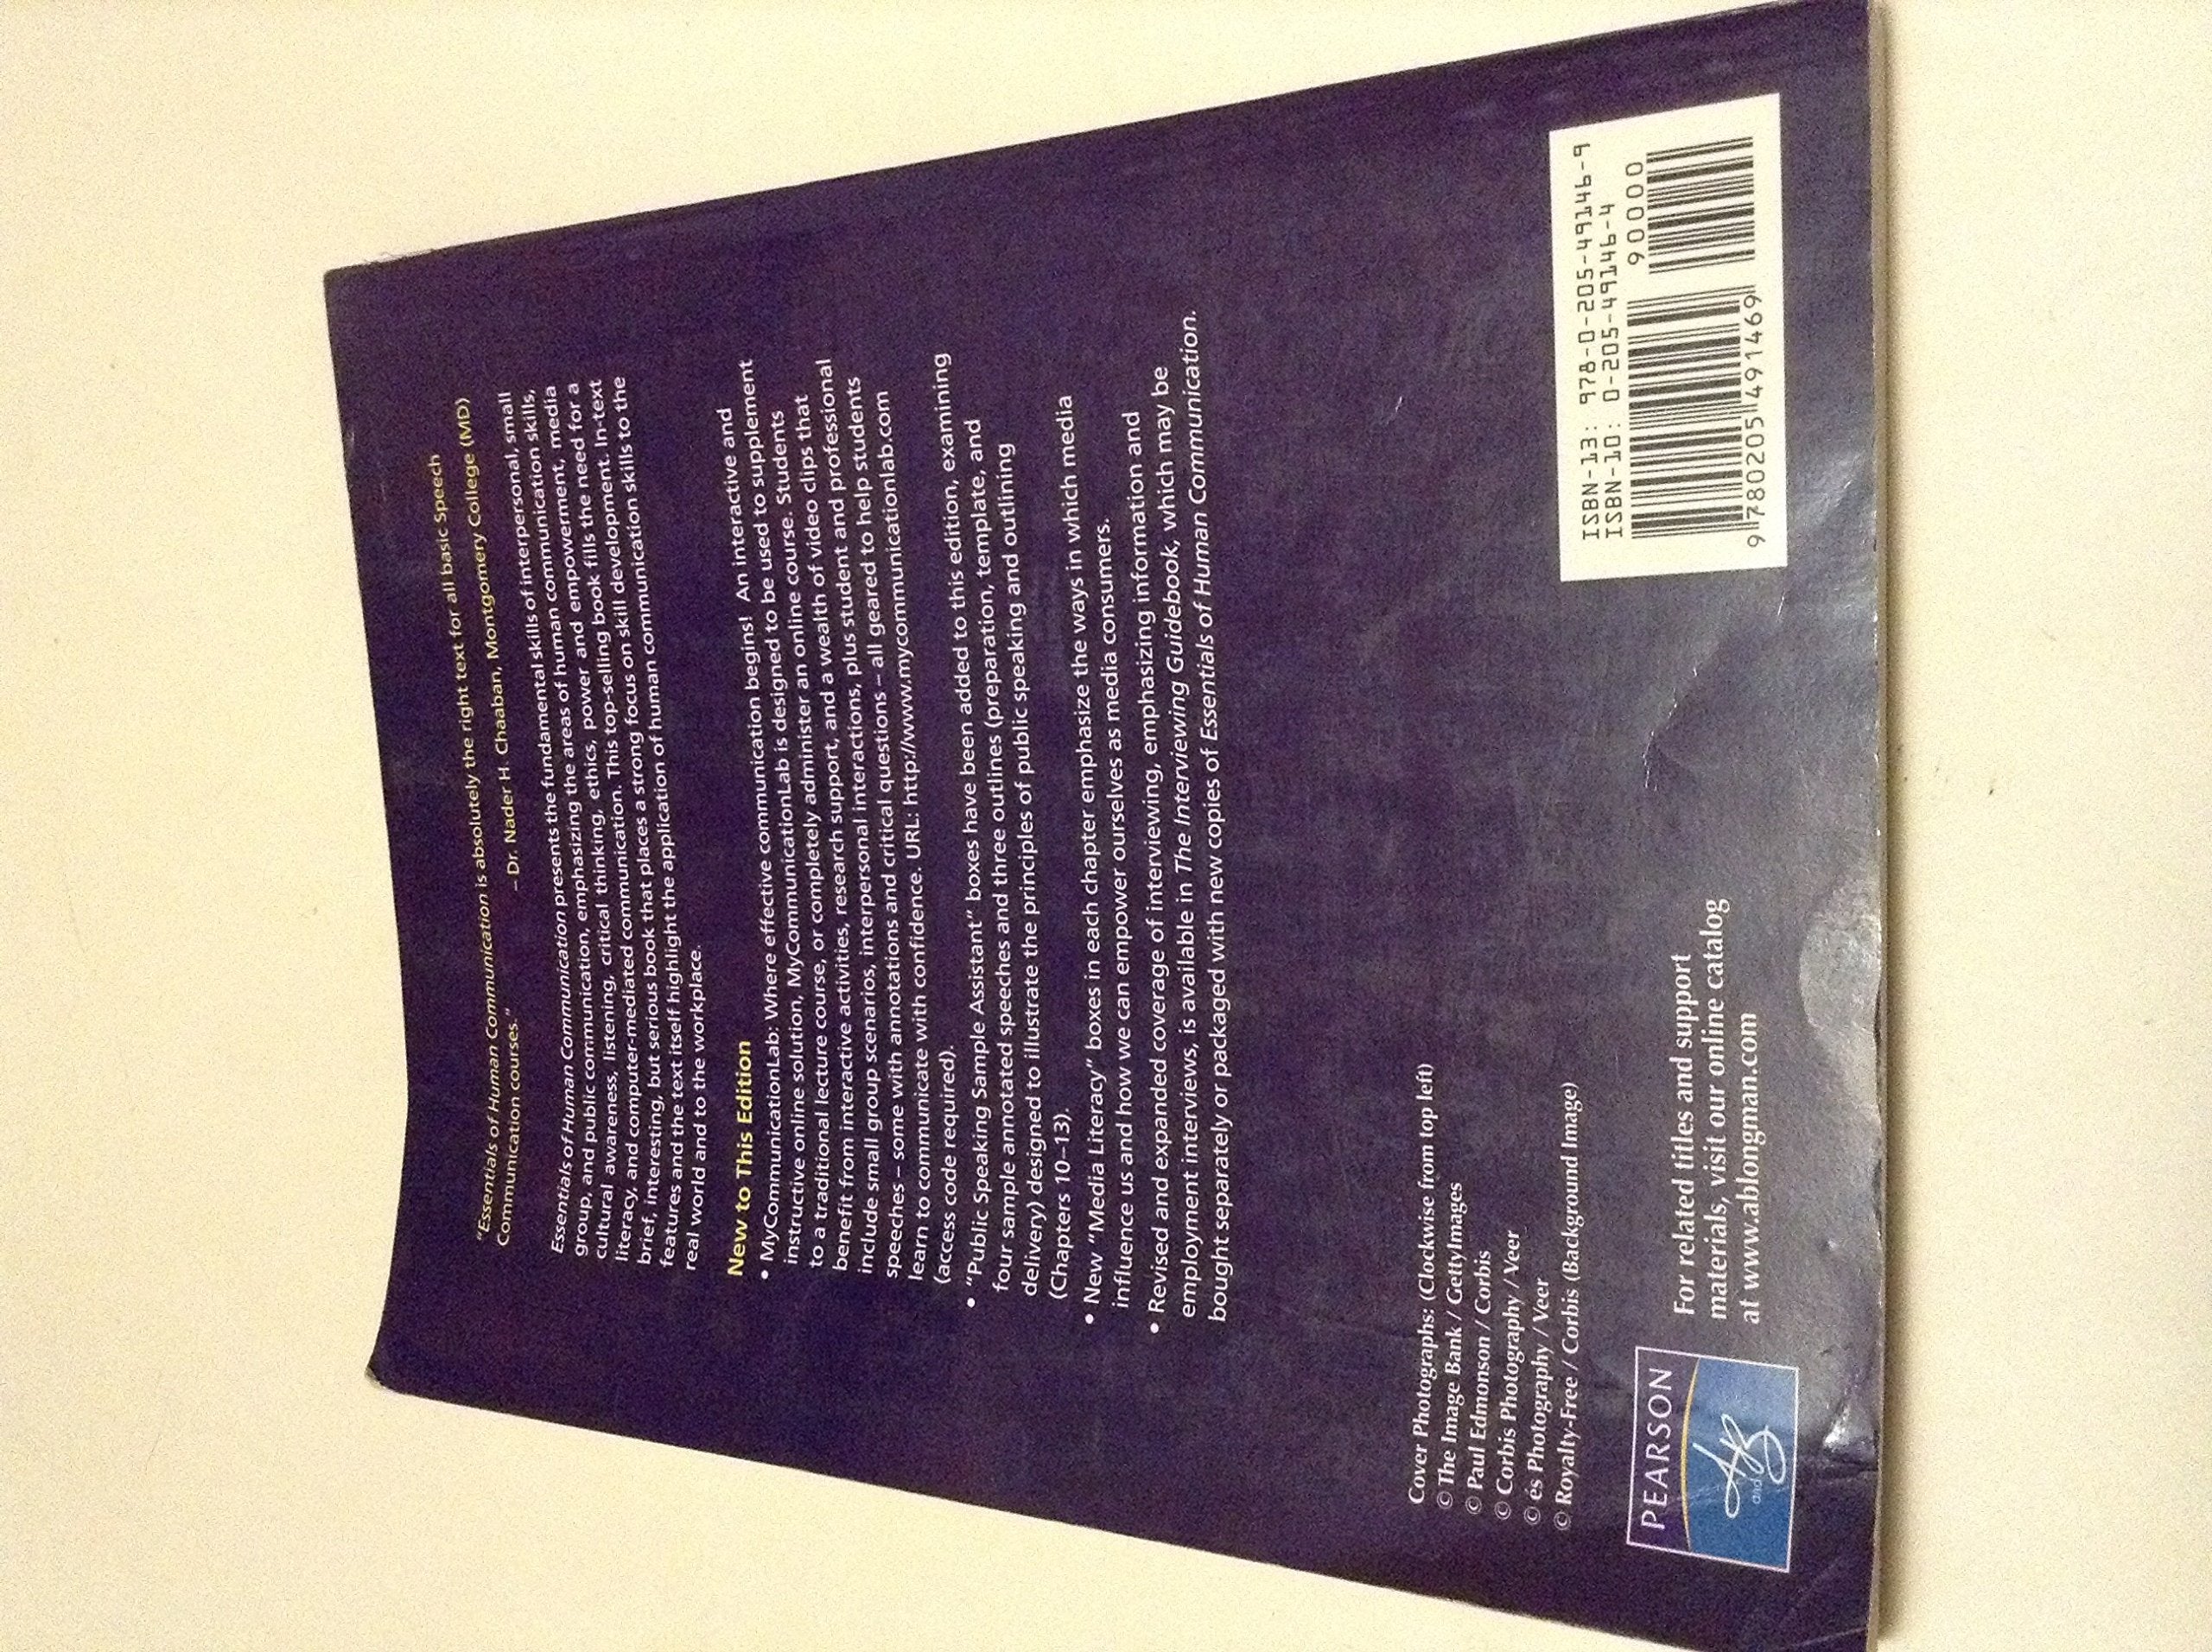 "Essentials of Human Communication is absolutely the right text for all basic Speech
Communication courses."
– Dr. Nader H. Chaaban, Montgomery College (MD)
Essentials of Human Communication presents the fundamental skills of interpersonal, small
group, and public communication, emphasizing the areas of human communication skills,
cultural awareness, listening, critical thinking, ethics, power and empowerment, media
literacy, and computer-mediated communication. This top-selling book fills the need for a
brief, interesting, but serious book that places a strong focus on skill development. In-text
features and the text itself highlight the application of human communication skills to the
real world and to the workplace.
New to This Edition
• MyCommunicationLab: Where effective communication begins! An interactive and
instructive online solution, MyCommunicationLab is designed to be used to supplement
to a traditional lecture course, or completely administer an online course. Students
benefit from interactive activities, research support, and a wealth of video clips that
include small group scenarios, interpersonal interactions, plus student and professional
speeches – some with annotations and critical questions – all geared to help students
learn to communicate with confidence. URL: http://www.mycommunicationlab.com
(access code required).
• "Public Speaking Sample Assistant" boxes have been added to this edition, examining
four sample annotated speeches and three outlines (preparation, template, and
delivery) designed to illustrate the principles of public speaking and outlining
(Chapters 10–13).
• New "Media Literacy" boxes in each chapter emphasize the ways in which media
influence us and how we can empower ourselves as media consumers.
• Revised and expanded coverage of interviewing, emphasizing information and
employment interviews, is available in The Interviewing Guidebook, which may be
bought separately or packaged with new copies of Essentials of Human Communication.
Cover Photographs: (Clockwise from top left)
© The Image Bank / GettyImages
© Paul Edmonson / Corbis
© Corbis Photography / Veer
© és Photography / Veer
© Royalty-Free / Corbis (Background Image)
PEARSON
A and B
For related titles and support
materials, visit our online catalog
at www.ablongman.com
ISBN-13: 978-0-205-49146-9
ISBN-10: 0-205-49146-4
90000
9 780205 491469